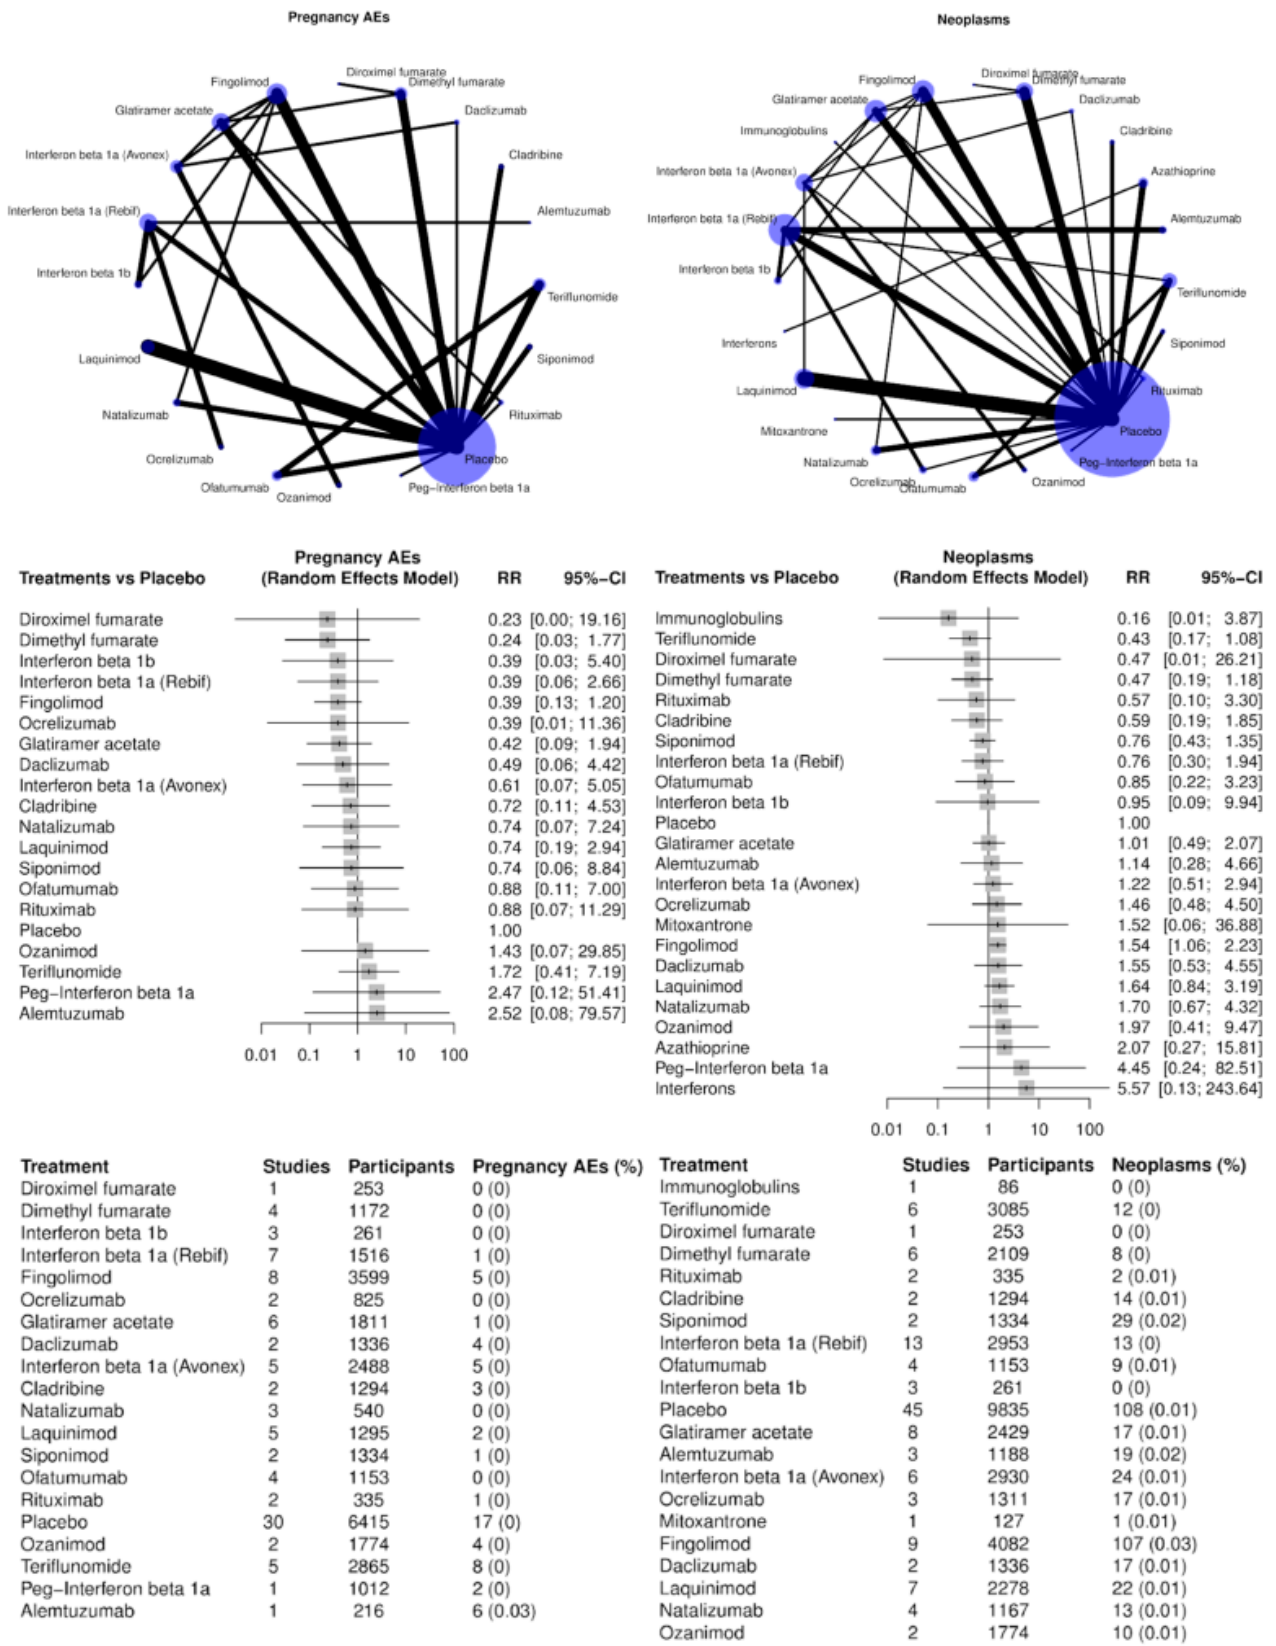 Pregnancy AEs
Diroximel fumarate
Dimethyl fumarate
Fingolimod
Daclizumab
Glatiramer acetate
Cladribine
Interferon beta 1a (Avonex)
Alemtuzumab
Interferon beta 1a (Rebif)
Interferon beta 1b
Teriflunomide
Laquinimod
Siponimod
Natalizumab
Rituximab
Ocrelizumab
Placebo
Ofatumumab
Ozanimod
Peg-Interferon beta 1a
Neoplasms
Diroximel fumarate
Dimethyl fumarate
Fingolimod
Daclizumab
Glatiramer acetate
Cladribine
Immunoglobulins
Azathioprine
Interferon beta 1a (Avonex)
Alemtuzumab
Interferon beta 1a (Rebif)
Interferon beta 1b
Teriflunomide
Interferons
Siponimod
Laquinimod
Rituximab
Mitoxantrone
Placebo
Natalizumab
Peg-Interferon beta 1a
Ocrelizumab
Ofatumumab
Ozanimod
Pregnancy AEs
Treatments vs Placebo (Random Effects Model) RR 95%-CI
Diroximel fumarate 0.23 [0.00; 19.16]
Dimethyl fumarate 0.24 [0.03; 1.77]
Interferon beta 1b 0.39 [0.03; 5.40]
Interferon beta 1a (Rebif) 0.39 [0.06; 2.66]
Fingolimod 0.39 [0.13; 1.20]
Ocrelizumab 0.39 [0.01; 11.36]
Glatiramer acetate 0.42 [0.09; 1.94]
Daclizumab 0.49 [0.06; 4.42]
Interferon beta 1a (Avonex) 0.61 [0.07; 5.05]
Cladribine 0.72 [0.11; 4.53]
Natalizumab 0.74 [0.07; 7.24]
Laquinimod 0.74 [0.19; 2.94]
Siponimod 0.74 [0.06; 8.84]
Ofatumumab 0.88 [0.11; 7.00]
Rituximab 0.88 [0.07; 11.29]
Placebo 1.00
Ozanimod 1.43 [0.07; 29.85]
Teriflunomide 1.72 [0.41; 7.19]
Peg-Interferon beta 1a 2.47 [0.12; 51.41]
Alemtuzumab 2.52 [0.08; 79.57]
0.01 0.1 1 10 100
Neoplasms
Treatments vs Placebo (Random Effects Model) RR 95%-CI
Immunoglobulins 0.16 [0.01; 3.87]
Teriflunomide 0.43 [0.17; 1.08]
Diroximel fumarate 0.47 [0.01; 26.21]
Dimethyl fumarate 0.47 [0.19; 1.18]
Rituximab 0.57 [0.10; 3.30]
Cladribine 0.59 [0.19; 1.85]
Siponimod 0.76 [0.43; 1.35]
Interferon beta 1a (Rebif) 0.76 [0.30; 1.94]
Ofatumumab 0.85 [0.22; 3.23]
Interferon beta 1b 0.95 [0.09; 9.94]
Placebo 1.00
Glatiramer acetate 1.01 [0.49; 2.07]
Alemtuzumab 1.14 [0.28; 4.66]
Interferon beta 1a (Avonex) 1.22 [0.51; 2.94]
Ocrelizumab 1.46 [0.48; 4.50]
Mitoxantrone 1.52 [0.06; 36.88]
Fingolimod 1.54 [1.06; 2.23]
Daclizumab 1.55 [0.53; 4.55]
Laquinimod 1.64 [0.84; 3.19]
Natalizumab 1.70 [0.67; 4.32]
Ozanimod 1.97 [0.41; 9.47]
Azathioprine 2.07 [0.27; 15.81]
Peg-Interferon beta 1a 4.45 [0.24; 82.51]
Interferons 5.57 [0.13; 243.64]
0.01 0.1 1 10 100
Treatment Studies Participants Pregnancy AEs (%)
Diroximel fumarate 1 253 0 (0)
Dimethyl fumarate 4 1172 0 (0)
Interferon beta 1b 3 261 0 (0)
Interferon beta 1a (Rebif) 7 1516 1 (0)
Fingolimod 8 3599 5 (0)
Ocrelizumab 2 825 0 (0)
Glatiramer acetate 6 1811 1 (0)
Daclizumab 2 1336 4 (0)
Interferon beta 1a (Avonex) 5 2488 5 (0)
Cladribine 2 1294 3 (0)
Natalizumab 3 540 0 (0)
Laquinimod 5 1295 2 (0)
Siponimod 2 1334 1 (0)
Ofatumumab 4 1153 0 (0)
Rituximab 2 335 1 (0)
Placebo 30 6415 17 (0)
Ozanimod 2 1774 4 (0)
Teriflunomide 5 2865 8 (0)
Peg-Interferon beta 1a 1 1012 2 (0)
Alemtuzumab 1 216 6 (0.03)
Treatment Studies Participants Neoplasms (%)
Immunoglobulins 1 86 0 (0)
Teriflunomide 6 3085 12 (0)
Diroximel fumarate 1 253 0 (0)
Dimethyl fumarate 6 2109 8 (0)
Rituximab 2 335 2 (0.01)
Cladribine 2 1294 14 (0.01)
Siponimod 2 1334 29 (0.02)
Interferon beta 1a (Rebif) 13 2953 13 (0)
Ofatumumab 4 1153 9 (0.01)
Interferon beta 1b 3 261 0 (0)
Placebo 45 9835 108 (0.01)
Glatiramer acetate 8 2429 17 (0.01)
Alemtuzumab 3 1188 19 (0.02)
Interferon beta 1a (Avonex) 6 2930 24 (0.01)
Ocrelizumab 3 1311 17 (0.01)
Mitoxantrone 1 127 1 (0.01)
Fingolimod 9 4082 107 (0.03)
Daclizumab 2 1336 17 (0.01)
Laquinimod 7 2278 22 (0.01)
Natalizumab 4 1167 13 (0.01)
Ozanimod 2 1774 10 (0.01)